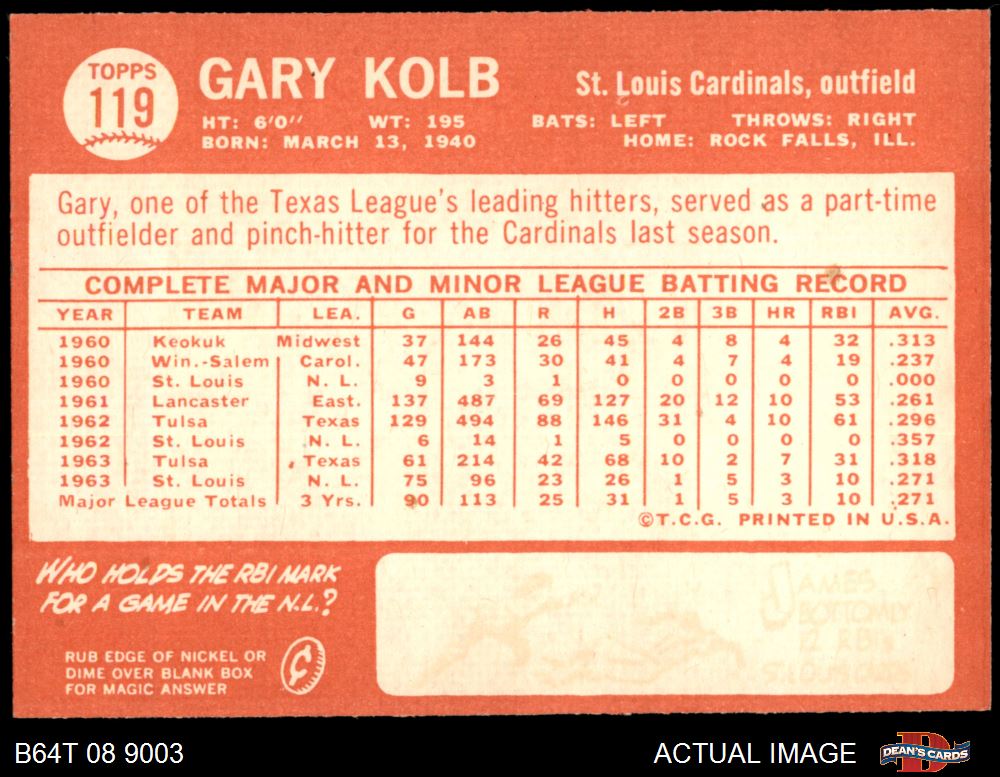 TOPPS
119
GARY KOLB
St. Louis Cardinals, outfield
HT: 6'0'' WT: 195 BATS: LEFT THROWS: RIGHT
BORN: MARCH 13, 1940 HOME: ROCK FALLS, ILL.
Gary, one of the Texas League's leading hitters, served as a part-time
outfielder and pinch-hitter for the Cardinals last season.
COMPLETE MAJOR AND MINOR LEAGUE BATTING RECORD
YEAR TEAM LEA. G AB R H 2B 3B HR RBI AVG.
1960 Keokuk Midwest 37 144 26 45 4 8 4 32 .313
1960 Win.-Salem Carol. 47 173 30 41 4 7 4 19 .237
1960 St. Louis N. L. 9 3 1 0 0 0 0 0 .000
1961 Lancaster East. 137 487 69 127 20 12 10 53 .261
1962 Tulsa Texas 129 494 88 146 31 4 10 61 .296
1962 St. Louis N. L. 6 14 1 5 0 0 0 0 .357
1963 Tulsa Texas 61 214 42 68 10 2 7 31 .318
1963 St. Louis N. L. 75 96 23 26 1 5 3 10 .271
Major League Totals 3 Yrs. 90 113 25 31 1 5 3 10 .271
©T.C.G. PRINTED IN U.S.A.
WHO HOLDS THE RBI MARK
FOR A GAME IN THE N.L.?
RUB EDGE OF NICKEL OR
DIME OVER BLANK BOX
FOR MAGIC ANSWER
JAMES
BOTTOMLY
12 RBIs
B64T 08 9003
ACTUAL IMAGE
DEAN'S CARDS